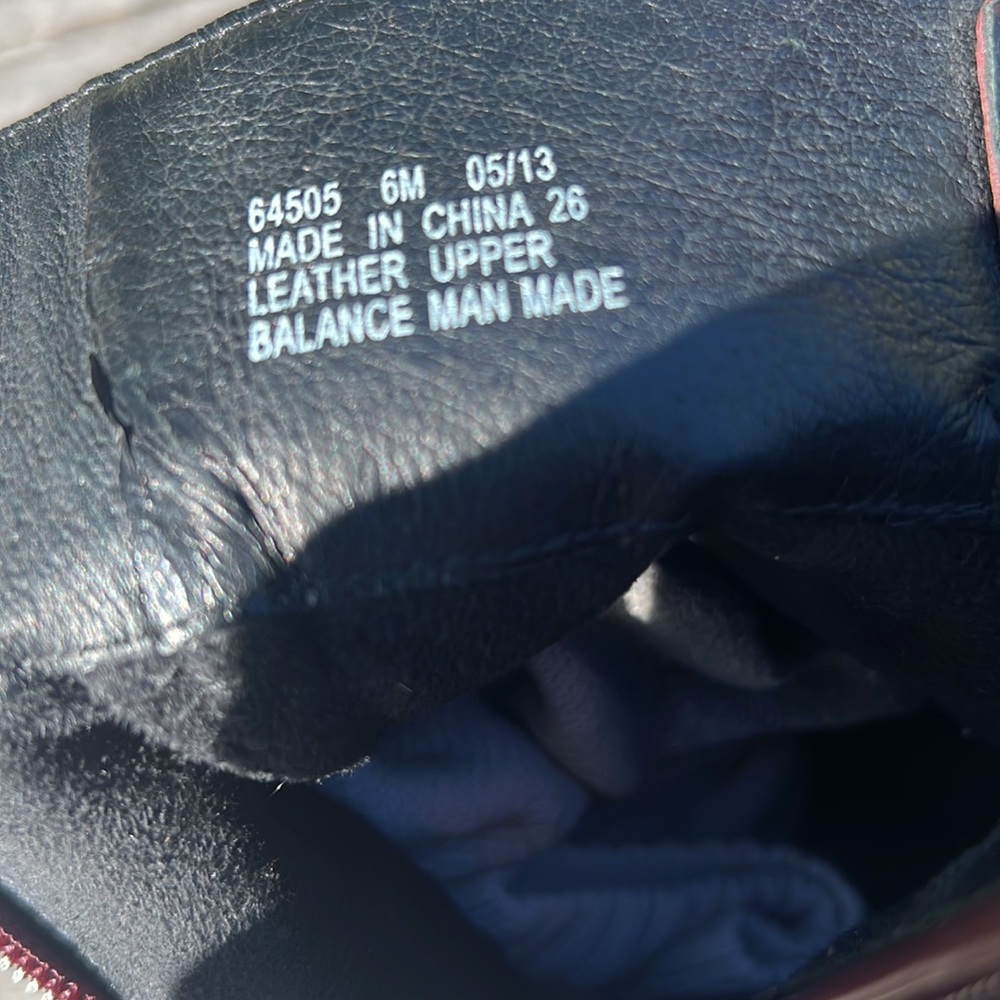 64505 6M 05/13
MADE IN CHINA 26
LEATHER UPPER
BALANCE MAN MADE